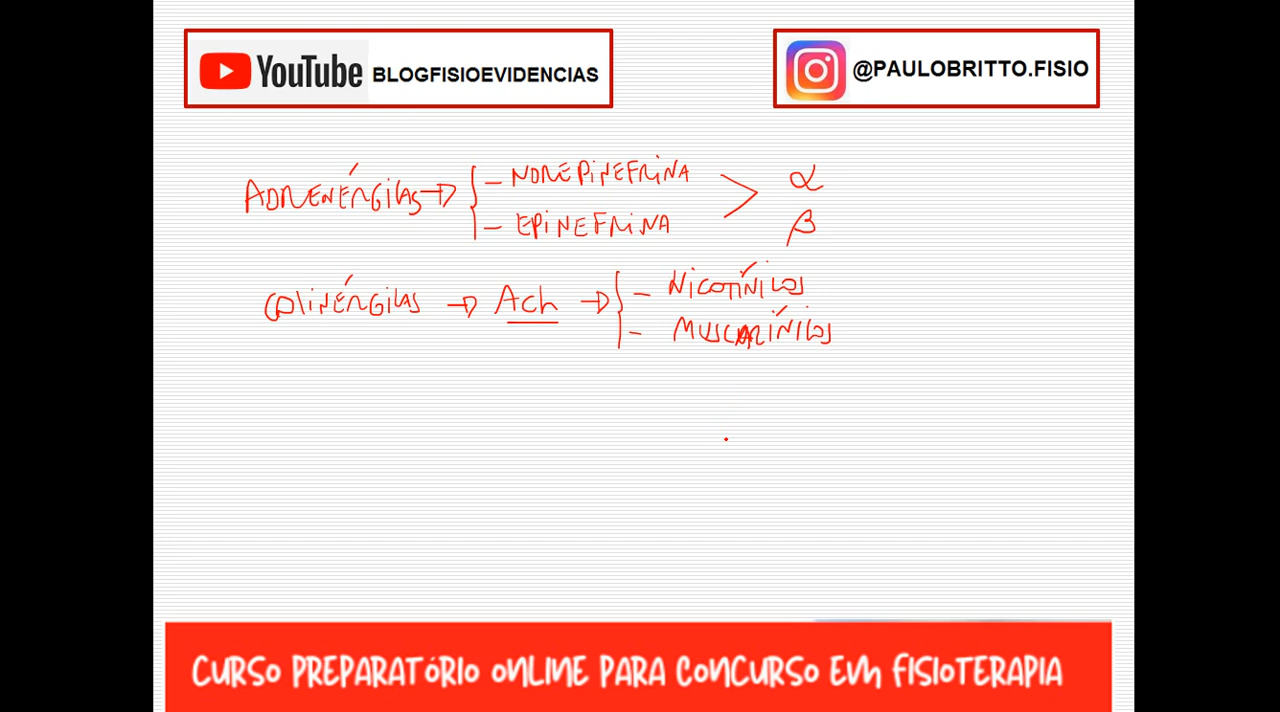 YouTube BLOGFISIOEVIDENCIAS
@PAULOBRITTO.FISIO
ADRENÉRGICAS → { - NOREPINEFRINA > α
- EPINEFRINA β
COLINÉRGICAS → Ach → { - NICOTÍNICOS
- MUSCARÍNICOS
CURSO PREPARATÓRIO ONLINE PARA CONCURSO EM FISIOTERAPIA